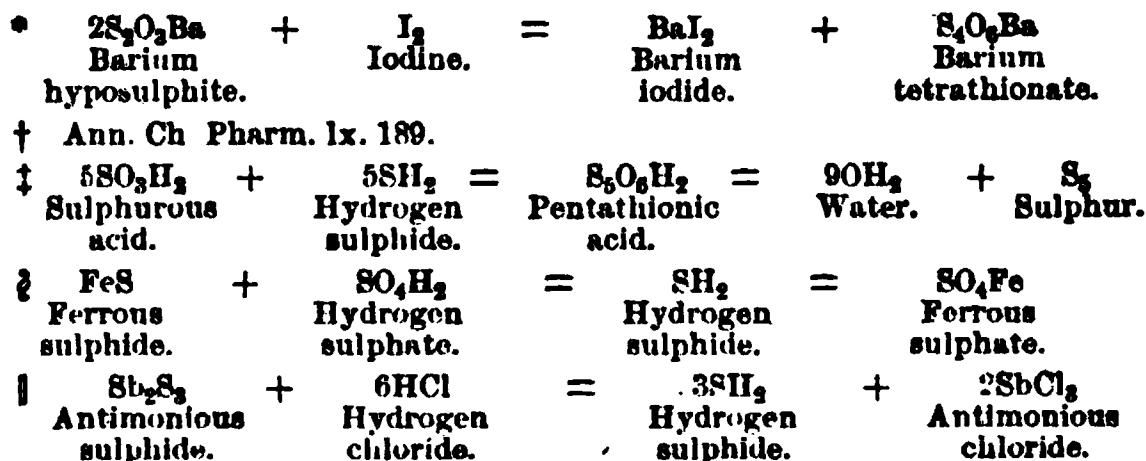 * 2S₂O₃Ba + I₂ = BaI₂ + S₄O₆Ba
Barium Iodine. Barium Barium
hyposulphite. iodide. tetrathionate.
† Ann. Ch Pharm. lx. 189.
‡ 5SO₃H₂ + 5SH₂ = S₅O₆H₂ = 9OH₂ + S₅
Sulphurous Hydrogen Pentathionic Water. Sulphur.
acid. sulphide. acid.
§ FeS + SO₄H₂ = SH₂ = SO₄Fe
Ferrous Hydrogen Hydrogen Ferrous
sulphide. sulphate. sulphide. sulphate.
‖ Sb₂S₃ + 6HCl = 3SH₂ + 2SbCl₃
Antimonious Hydrogen Hydrogen Antimonious
sulphide. chloride. sulphide. chloride.